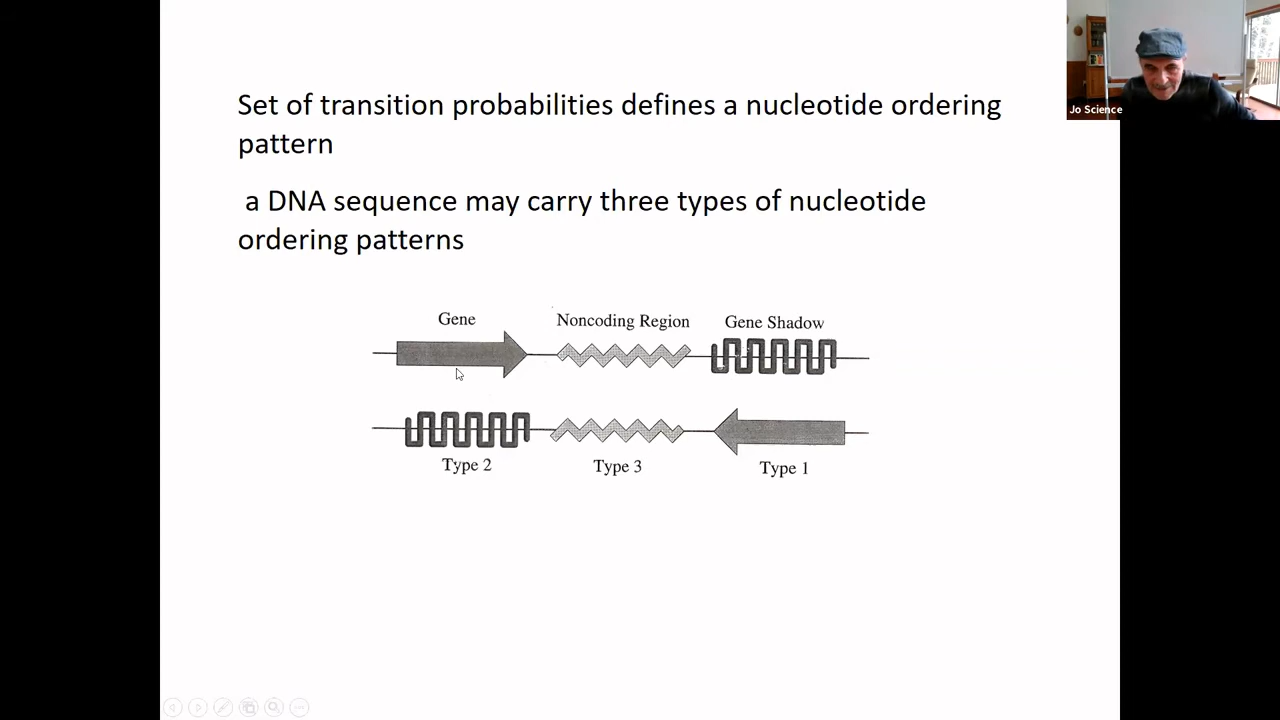 Set of transition probabilities defines a nucleotide ordering
pattern
a DNA sequence may carry three types of nucleotide
ordering patterns
Gene
Noncoding Region
Gene Shadow
Type 2
Type 3
Type 1
Jo Science